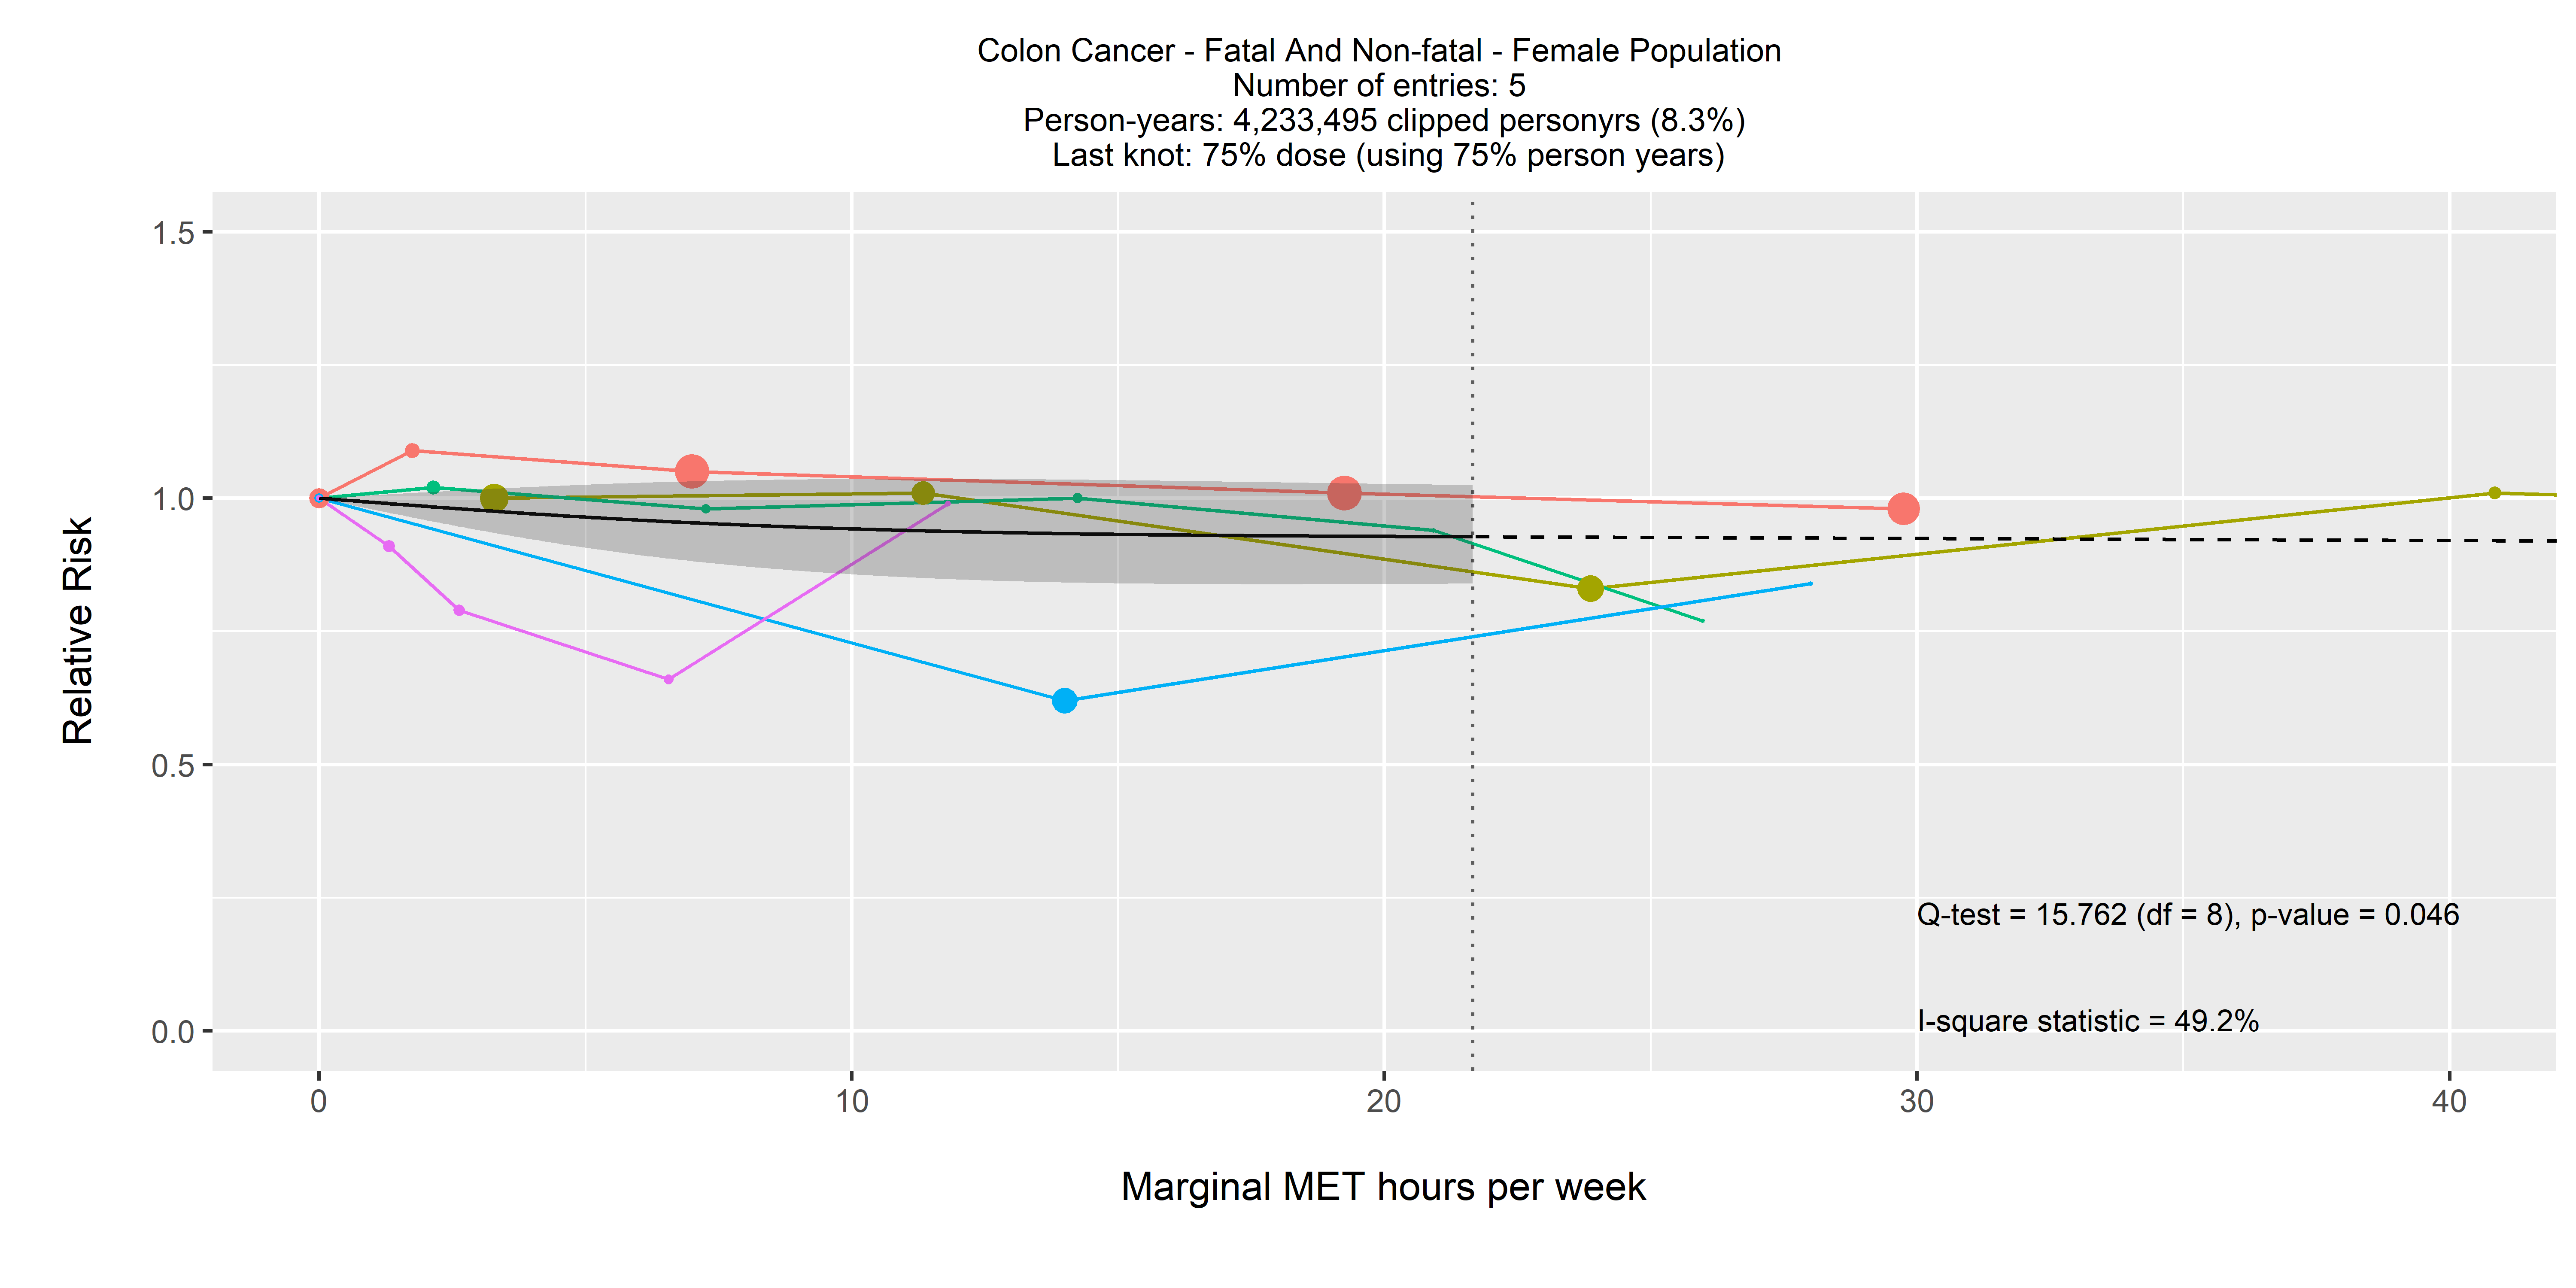 Colon Cancer - Fatal And Non-fatal - Female Population
Number of entries: 5
Person-years: 4,233,495 clipped personyrs (8.3%)
Last knot: 75% dose (using 75% person years)
1.5
1.0
0.5
0.0
Relative Risk
Q-test = 15.762 (df = 8), p-value = 0.046
I-square statistic = 49.2%
0 10 20 30 40
Marginal MET hours per week